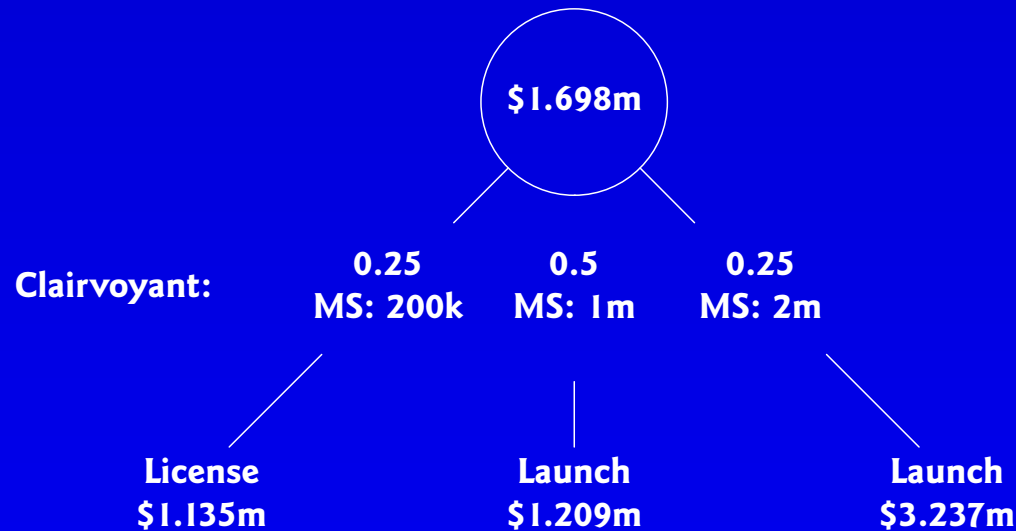 $1.698m
Clairvoyant:
0.25 0.5 0.25
MS: 200k MS: 1m MS: 2m
License Launch Launch
$1.135m $1.209m $3.237m